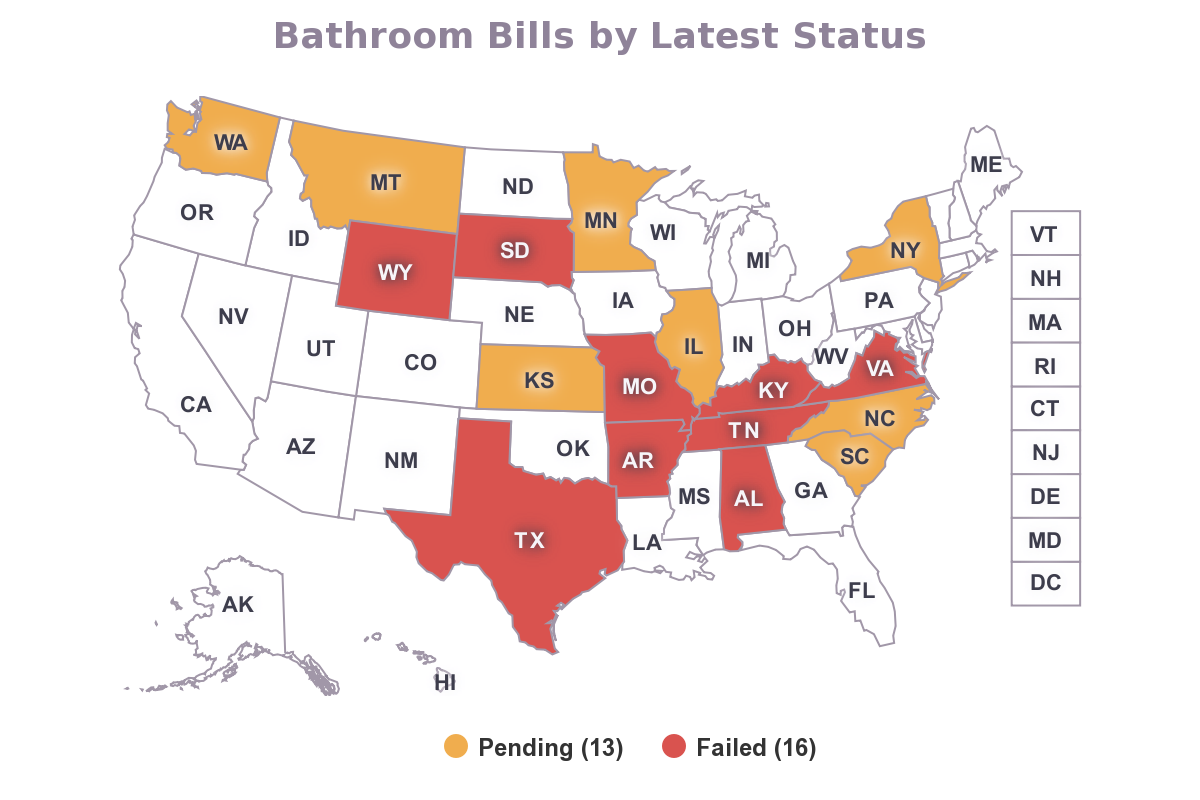 Bathroom Bills by Latest Status
WA
MT
ND
MN
ME
OR
ID
WY
SD
WI
MI
NY
VT
NH
MA
RI
CT
NJ
DE
MD
DC
NV
UT
CO
NE
IA
IL
IN
OH
PA
WV
VA
CA
AZ
NM
KS
MO
KY
NC
TN
SC
OK
AR
MS
AL
GA
TX
LA
FL
AK
HI
Pending (13)
Failed (16)